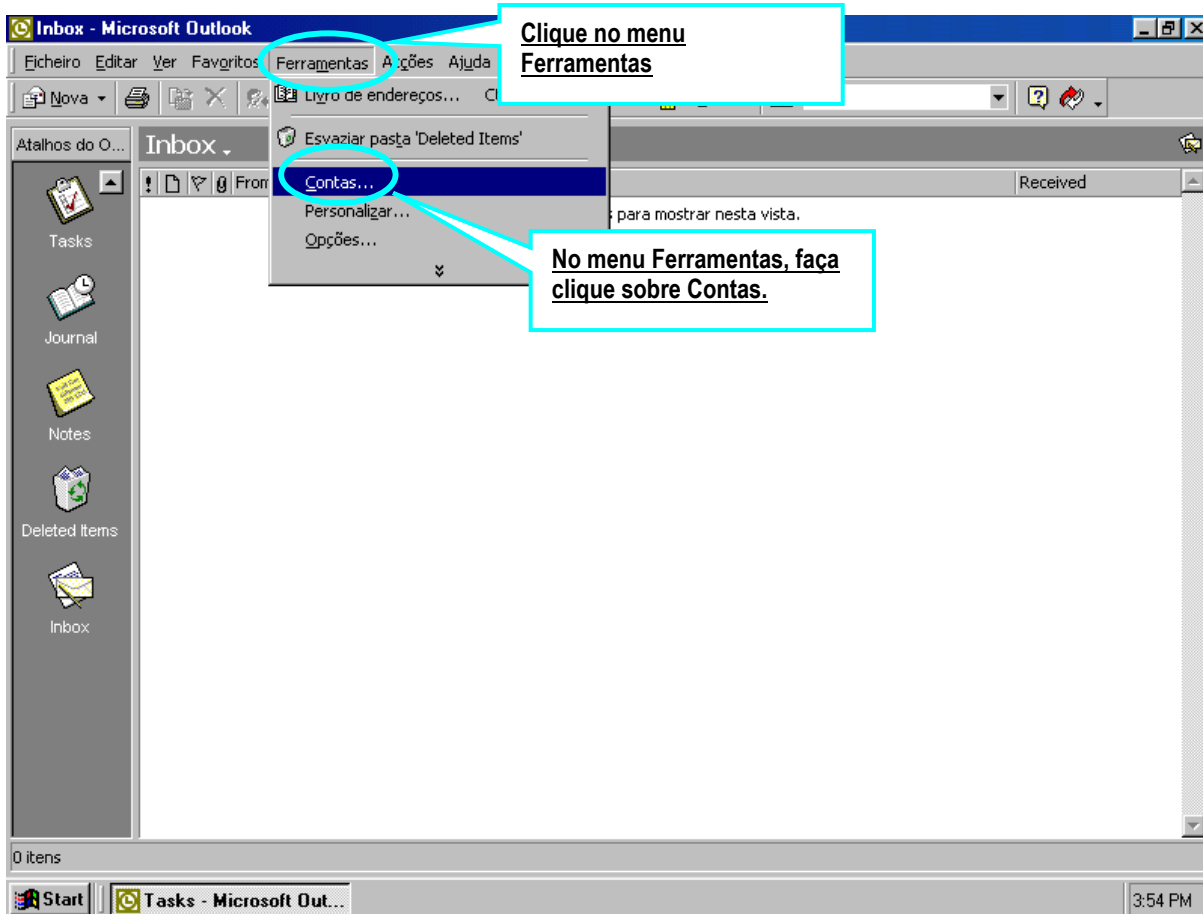 Inbox - Microsoft Outlook
Clique no menu
Ferramentas
Ficheiro Editar Ver Favoritos Ferramentas Acções Ajuda
Nova
Livro de endereços...
Atalhos do O...
Inbox
Esvaziar pasta 'Deleted Items'
From
Contas...
Received
Personalizar...
para mostrar nesta vista.
Opções...
No menu Ferramentas, faça
clique sobre Contas.
Tasks
Journal
Notes
Deleted Items
Inbox
0 itens
Start
Tasks - Microsoft Out...
3:54 PM